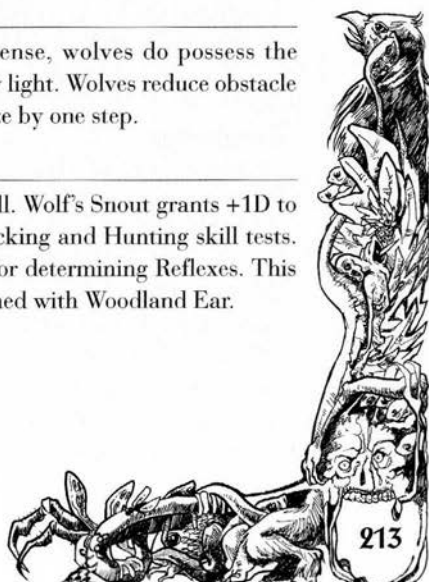 ense, wolves do possess the
light. Wolves reduce obstacle
e by one step.
ll. Wolf's Snout grants +1D to
cking and Hunting skill tests.
or determining Reflexes. This
ned with Woodland Ear.
213